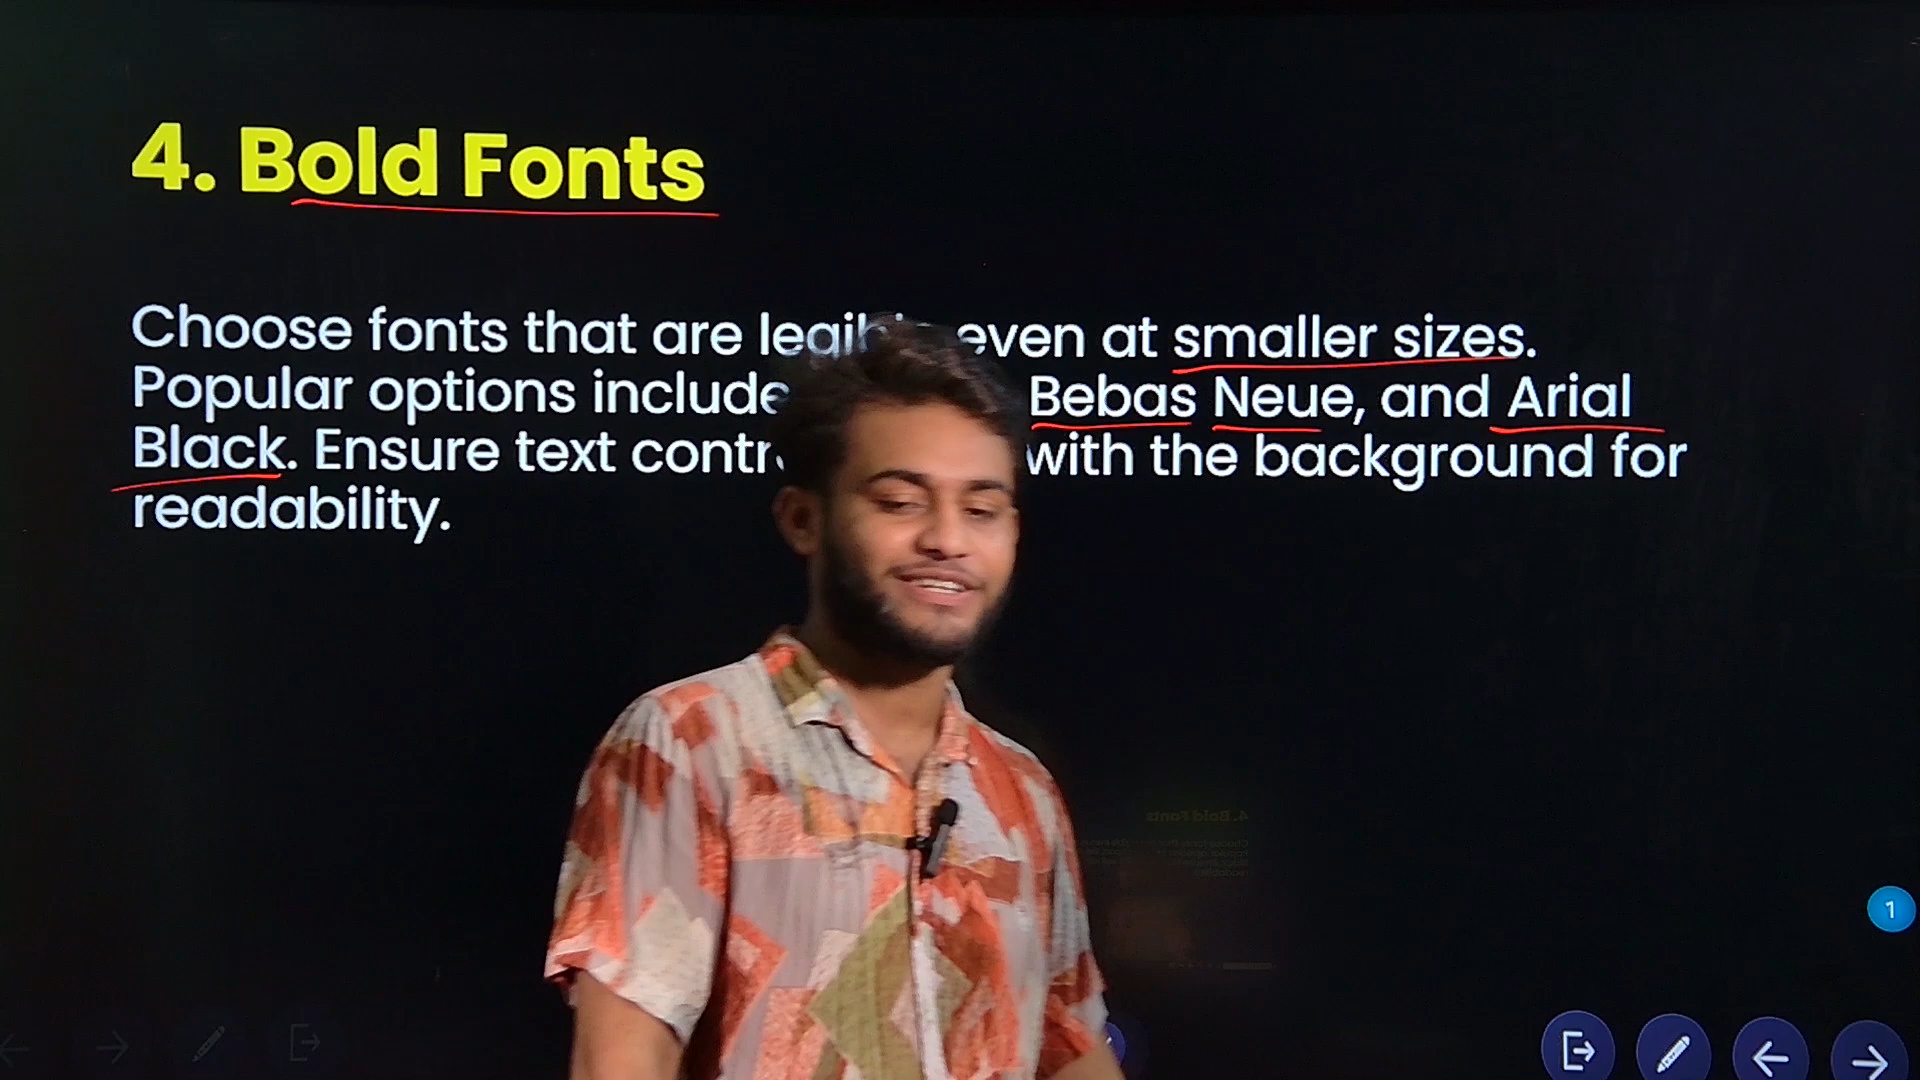 4. Bold Fonts
Choose fonts that are even at smaller sizes.
Popular options include Bebas Neue, and Arial
Black. Ensure text with the background for
readability.
1